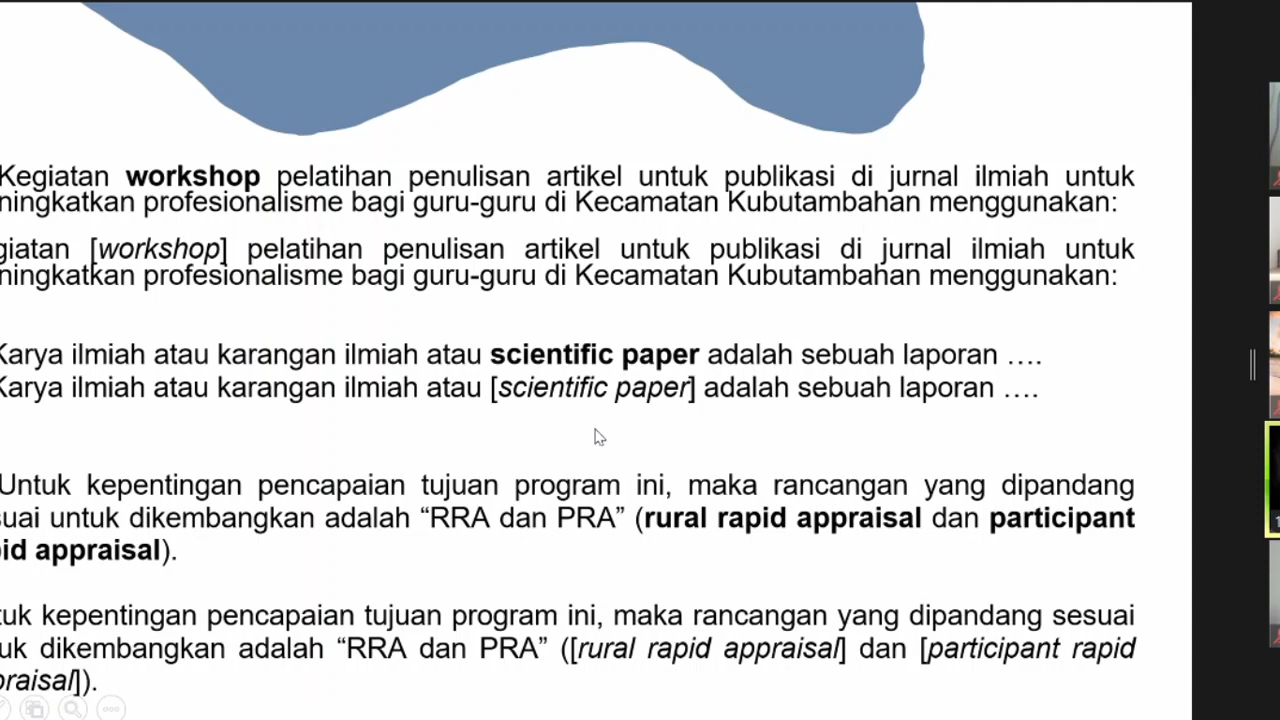 Kegiatan workshop pelatihan penulisan artikel untuk publikasi di jurnal ilmiah untuk
ningkatkan profesionalisme bagi guru-guru di Kecamatan Kubutambahan menggunakan:
giatan [workshop] pelatihan penulisan artikel untuk publikasi di jurnal ilmiah untuk
ningkatkan profesionalisme bagi guru-guru di Kecamatan Kubutambahan menggunakan:
Karya ilmiah atau karangan ilmiah atau scientific paper adalah sebuah laporan ….
Karya ilmiah atau karangan ilmiah atau [scientific paper] adalah sebuah laporan ….
Untuk kepentingan pencapaian tujuan program ini, maka rancangan yang dipandang
suai untuk dikembangkan adalah “RRA dan PRA” (rural rapid appraisal dan participant
pid appraisal).
tuk kepentingan pencapaian tujuan program ini, maka rancangan yang dipandang sesuai
uk dikembangkan adalah “RRA dan PRA” ([rural rapid appraisal] dan [participant rapid
praisal]).